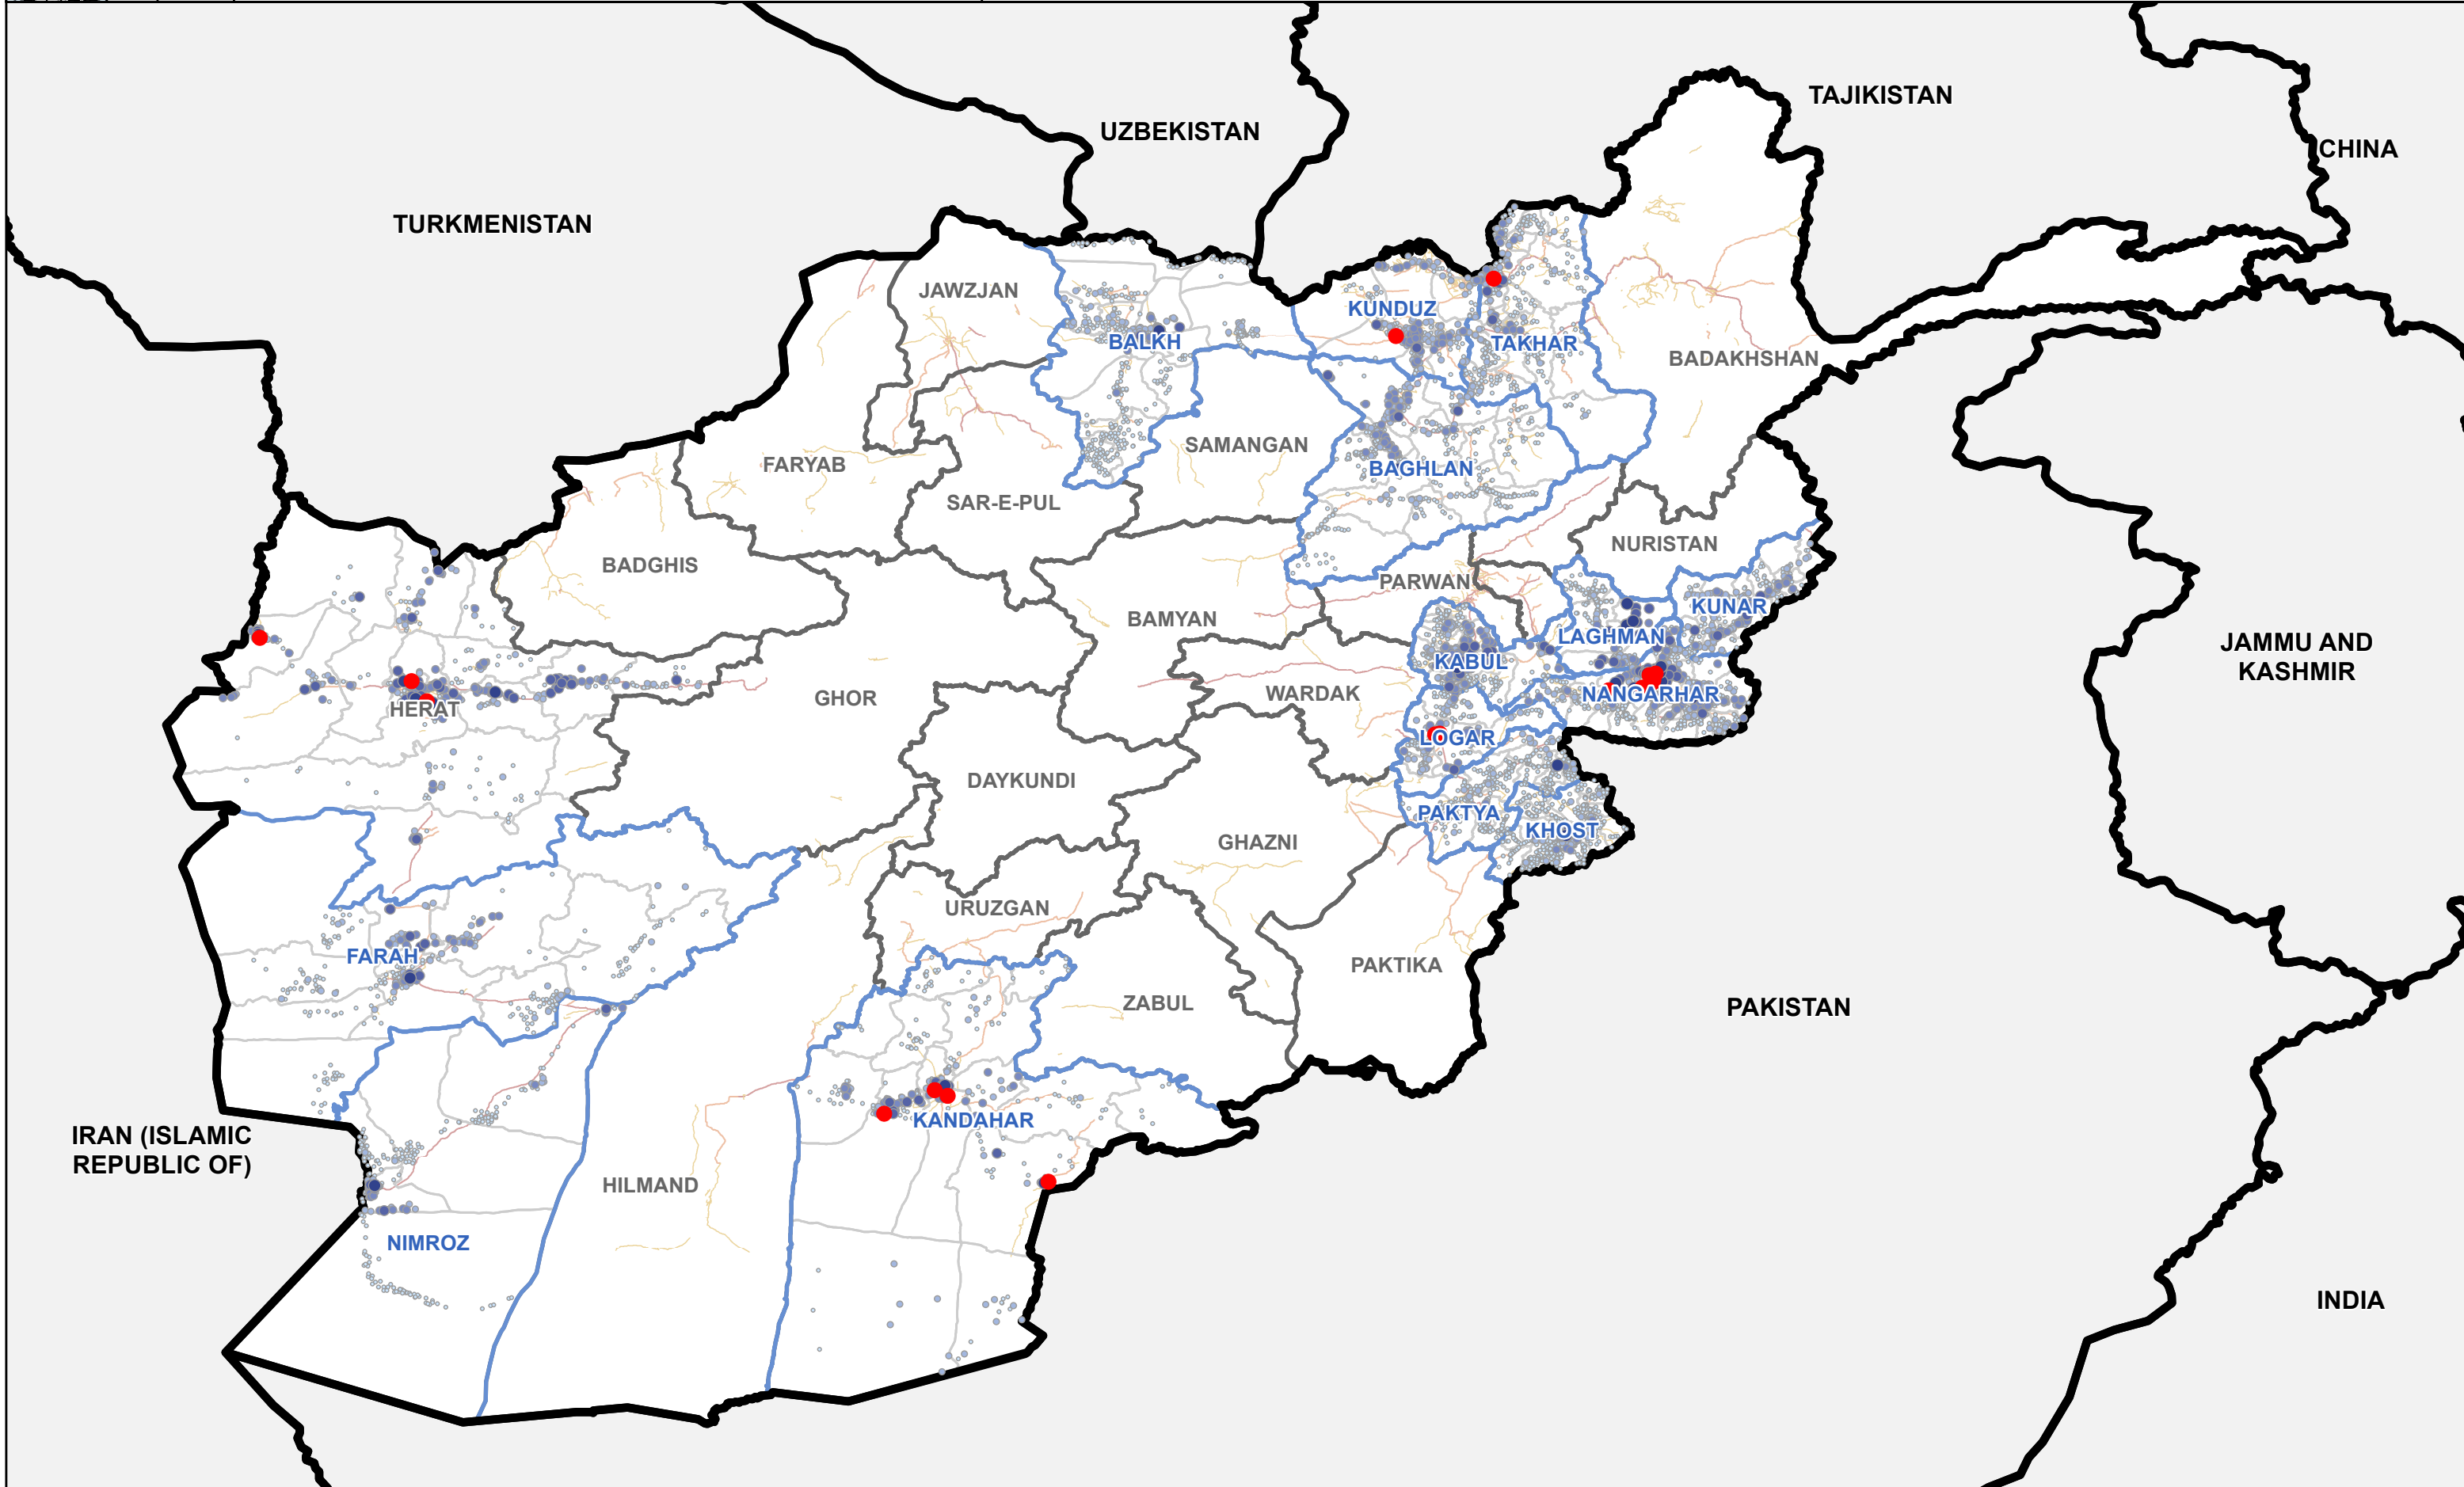 TAJIKISTAN
UZBEKISTAN
CHINA
TURKMENISTAN
JAWZJAN
KUNDUZ
BALKH
TAKHAR
BADAKHSHAN
SAMANGAN
FARYAB
BAGHLAN
SAR-E-PUL
NURISTAN
BADGHIS
PARWAN
KUNAR
BAMYAN
LAGHMAN
JAMMU AND
KASHMIR
KABUL
WARDAK
NANGARHAR
GHOR
HERAT
LOGAR
DAYKUNDI
PAKTYA
KHOST
GHAZNI
URUZGAN
FARAH
PAKTIKA
ZABUL
PAKISTAN
KANDAHAR
IRAN (ISLAMIC
REPUBLIC OF)
HILMAND
NIMROZ
INDIA